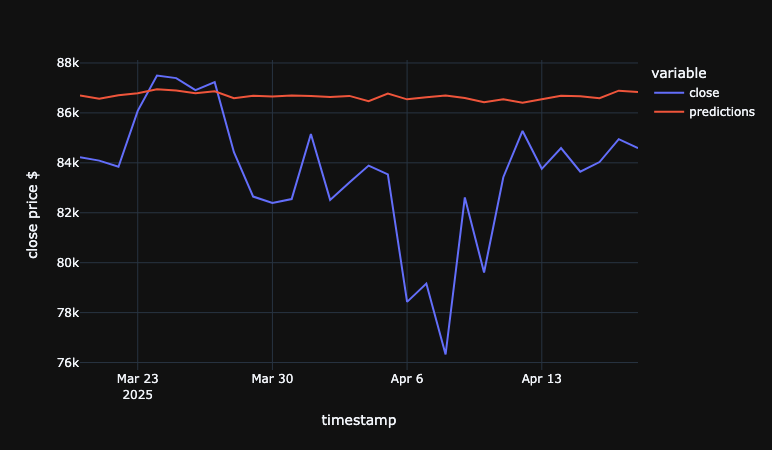 88k
86k
84k
82k
80k
78k
76k
close price $
Mar 23
2025
Mar 30
Apr 6
Apr 13
timestamp
variable
close
predictions